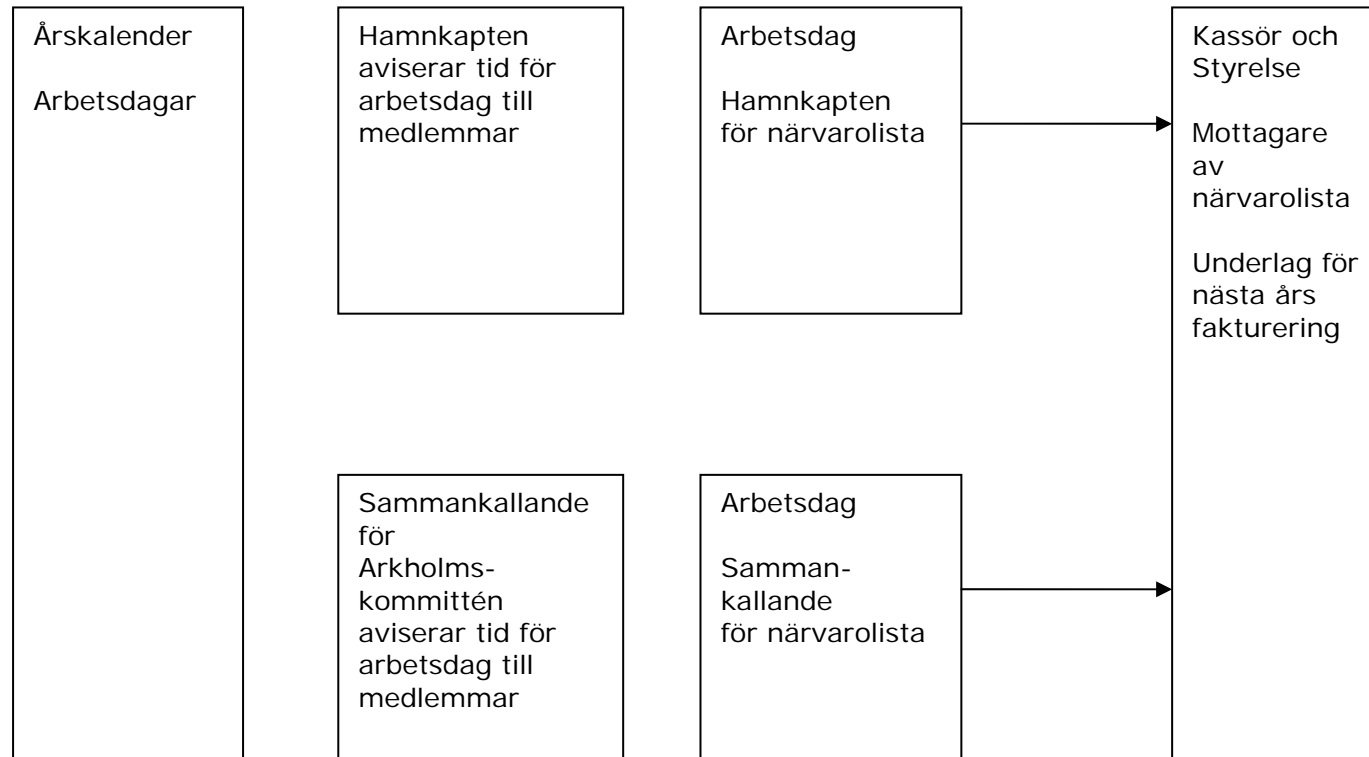 Årskalender
Arbetsdagar
Hamnkapten
aviserar tid för
arbetsdag till
medlemmar
Arbetsdag
Hamnkapten
för närvarolista
Kassör och
Styrelse
Mottagare
av
närvarolista
Underlag för
nästa års
fakturering
Sammankallande
för
Arkholms-
kommittén
aviserar tid för
arbetsdag till
medlemmar
Arbetsdag
Samman-
kallande
för närvarolista